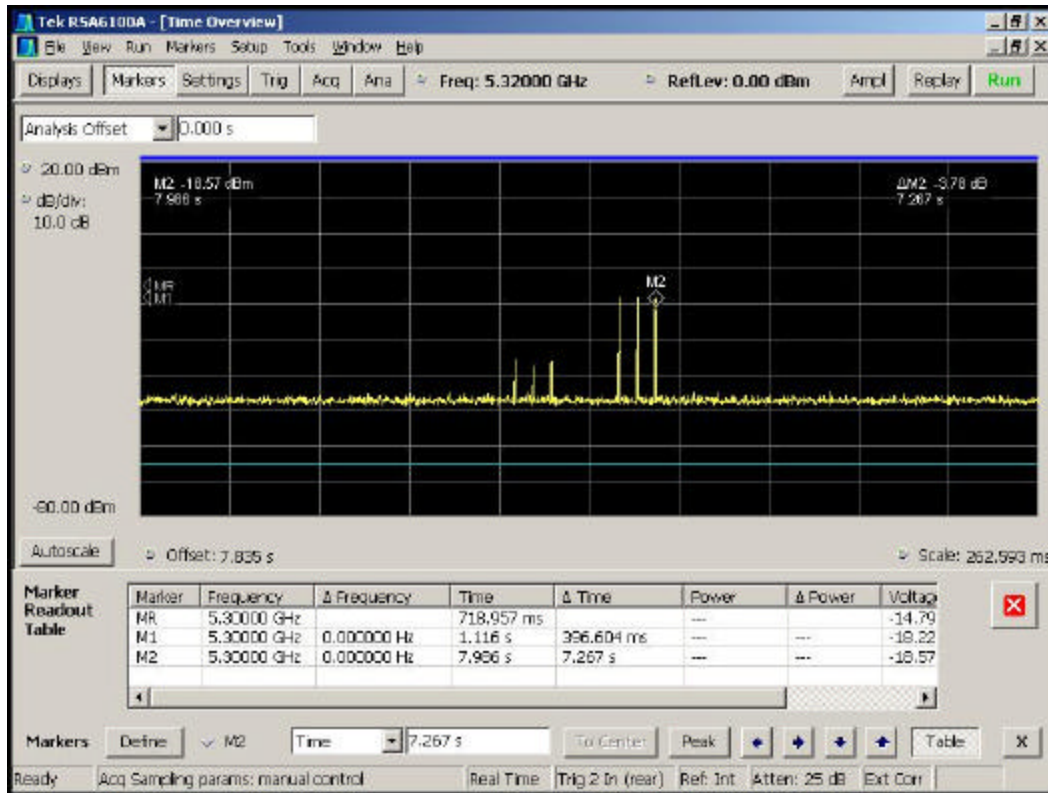 Tek RSA6100A - [Time Overview]
File View Run Markers Setup Tools Window Help
Displays Markers Settings Trig Acq Ana Freq: 5.32000 GHz RefLev: 0.00 dBm Ampl Replay Run
Analysis Offset 0.000 s
20.00 dBm
dB/div:
10.0 dB
M2 -18.57 dBm
7.986 s
ΔM2 -3.78 dB
7.267 s
MR
M1
M2
-80.00 dBm
Autoscale Offset: 7.835 s Scale: 262.593 ms
Marker Readout Table
Marker Frequency Δ Frequency Time Δ Time Power Δ Power Voltag
MR 5.30000 GHz 718.957 ms --- -14.79
M1 5.30000 GHz 0.000000 Hz 1.116 s 396.604 ms --- --- -18.22
M2 5.30000 GHz 0.000000 Hz 7.986 s 7.267 s --- --- -18.57
Markers Define M2 Time 7.267 s To Center Peak Table X
Ready Acq Sampling params: manual control Real Time Trig 2 In (rear) Ref: Int Atten: 25 dB Ext Corr